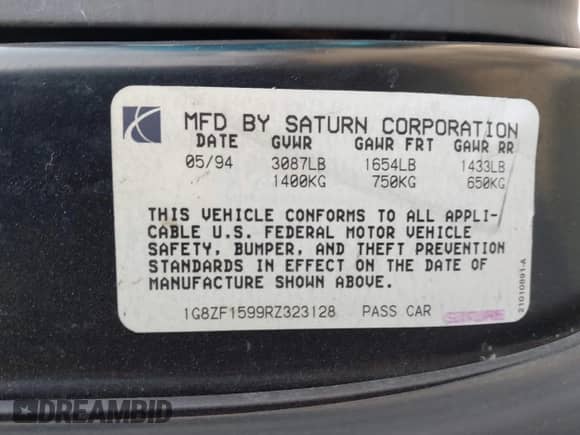 MFD BY SATURN CORPORATION
DATE GVWR GAWR FRT GAWR RR
05/94 3087LB 1654LB 1433LB
1400KG 750KG 650KG
THIS VEHICLE CONFORMS TO ALL APPLI-
CABLE U.S. FEDERAL MOTOR VEHICLE
SAFETY, BUMPER, AND THEFT PREVENTION
STANDARDS IN EFFECT ON THE DATE OF
MANUFACTURE SHOWN ABOVE.
1G8ZF1599RZ323128 PASS CAR
21010891-A
DREAMBID